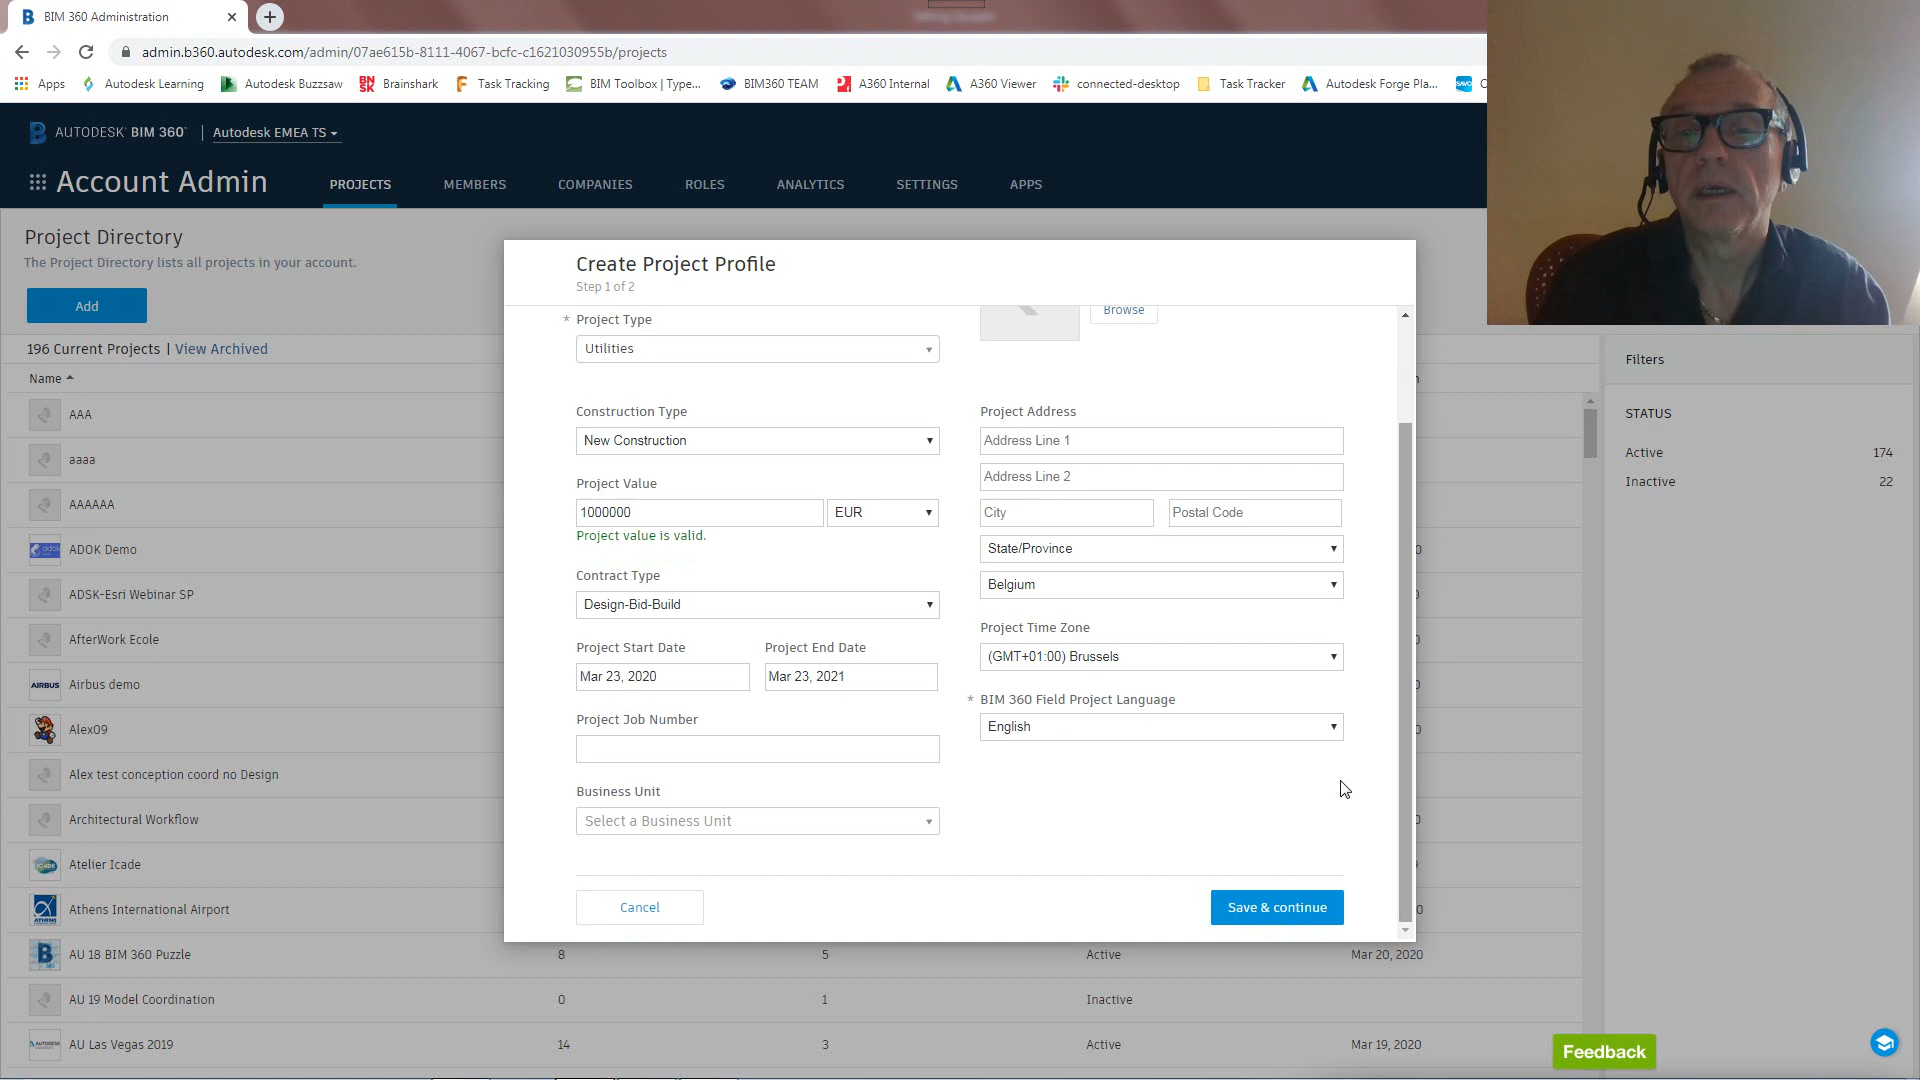 BIM 360 Administration
admin.b360.autodesk.com/admin/07ae615b-8111-4067-bcfc-c1621030955b/projects
Apps Autodesk Learning Autodesk Buzzsaw BN Brainshark Task Tracking BIM Toolbox | Type... BIM360 TEAM A360 Internal A360 Viewer connected-desktop Task Tracker Autodesk Forge Pla...
AUTODESK BIM 360 Autodesk EMEA TS
Account Admin PROJECTS MEMBERS COMPANIES ROLES ANALYTICS SETTINGS APPS
Project Directory
The Project Directory lists all projects in your account.
Add
196 Current Projects | View Archived
Name
AAA
aaaa
AAAAAA
ADOK Demo
ADSK-Esri Webinar SP
AfterWork Ecole
AIRBUS Airbus demo
Alex09
Alex test conception coord no Design
Architectural Workflow
Atelier Icade
Athens International Airport
AU 18 BIM 360 Puzzle 8 5 Active Mar 20, 2020
AU 19 Model Coordination 0 1 Inactive
AU Las Vegas 2019 14 3 Active Mar 19, 2020
Create Project Profile
Step 1 of 2
* Project Type
Utilities
Browse
Construction Type
New Construction
Project Value
1000000 EUR
Project value is valid.
Contract Type
Design-Bid-Build
Project Start Date Project End Date
Mar 23, 2020 Mar 23, 2021
Project Job Number
Business Unit
Select a Business Unit
Project Address
Address Line 1
Address Line 2
City Postal Code
State/Province
Belgium
Project Time Zone
(GMT+01:00) Brussels
* BIM 360 Field Project Language
English
Cancel Save & continue
Filters
STATUS
Active 174
Inactive 22
Feedback